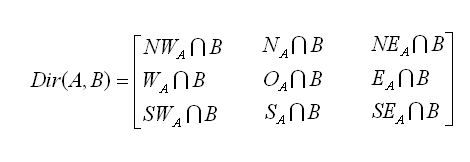 NW_A ∩ B N_A ∩ B NE_A ∩ B
Dir(A, B) = W_A ∩ B O_A ∩ B E_A ∩ B
SW_A ∩ B S_A ∩ B SE_A ∩ B